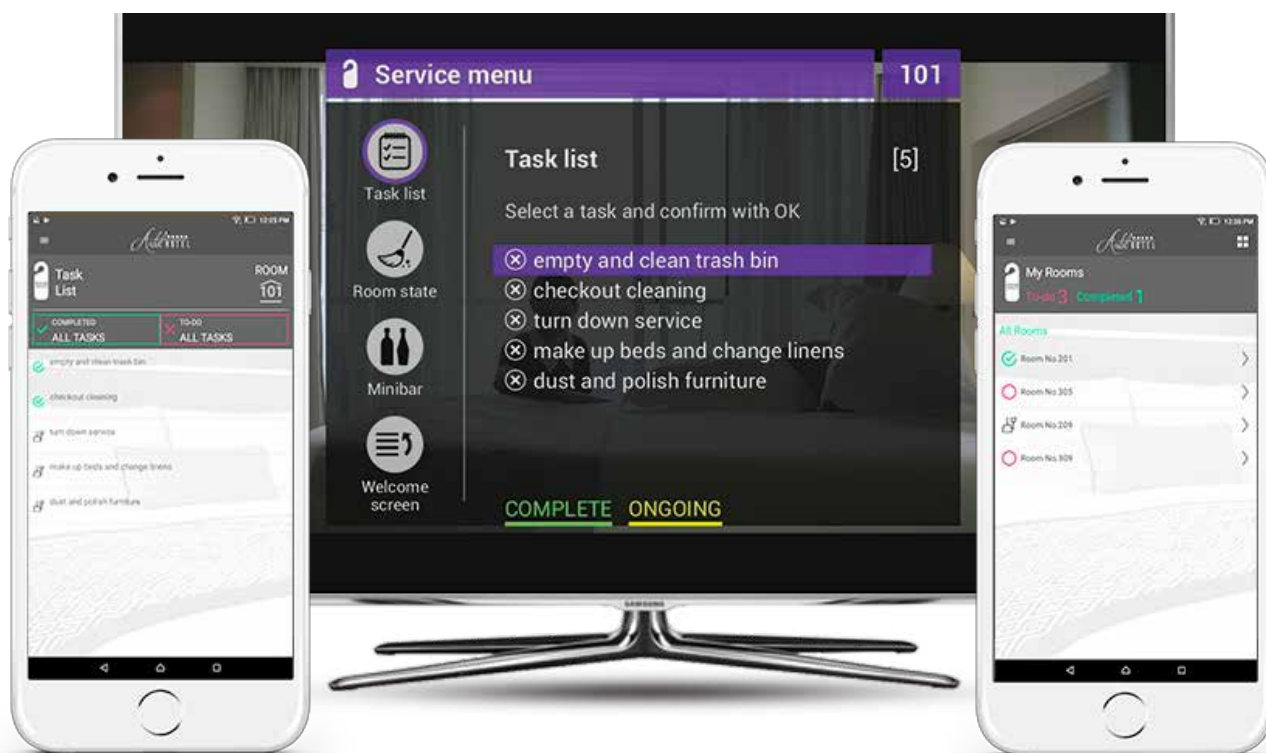 Service menu
101
Task list
Room state
Minibar
Welcome
screen
Task list
[5]
Select a task and confirm with OK
empty and clean trash bin
checkout cleaning
turn down service
make up beds and change linens
dust and polish furniture
COMPLETE ONGOING
SAMSUNG
12:25 PM
Task
List
ROOM
101
COMPLETED
ALL TASKS
TO-DO
ALL TASKS
empty and clean trash bin
checkout cleaning
turn down service
make up beds and change linens
dust and polish furniture
My Rooms
To-do 3 Completed 1
All Rooms
Room No.201
Room No.305
Room No.209
Room No.309